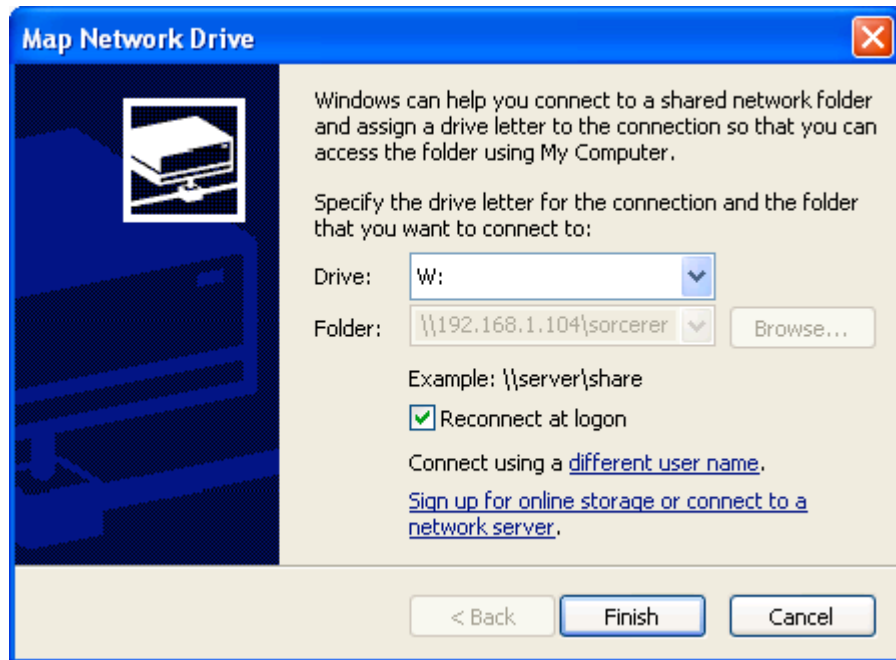 Map Network Drive
Windows can help you connect to a shared network folder
and assign a drive letter to the connection so that you can
access the folder using My Computer.
Specify the drive letter for the connection and the folder
that you want to connect to:
Drive: W:
Folder: \\192.168.1.104\sorcerer Browse...
Example: \\server\share
Reconnect at logon
Connect using a different user name.
Sign up for online storage or connect to a
network server.
< Back Finish Cancel